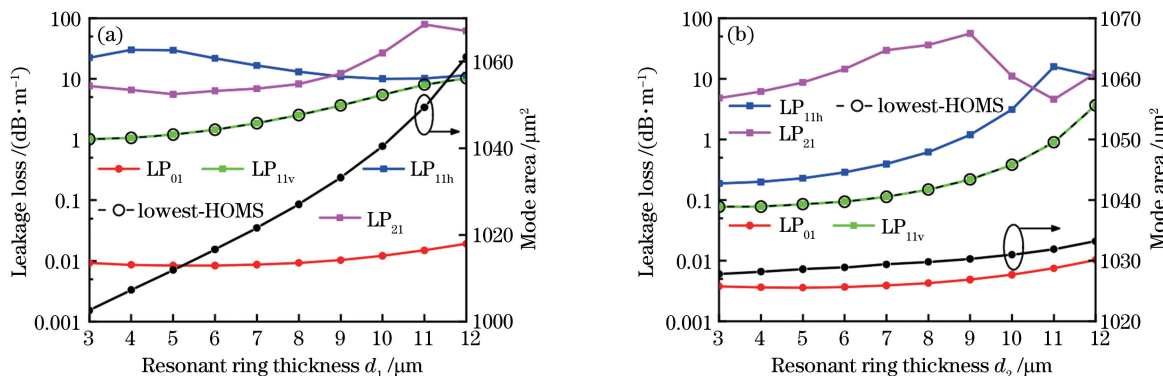 (a)
Leakage loss /(dB·m⁻¹)
100
10
1
0.1
0.01
0.001
LP01
LP11v
LP11h
lowest-HOMS
LP21
1060
1040
1020
1000
Mode area /μm²
3 4 5 6 7 8 9 10 11 12
Resonant ring thickness d1 /μm
(b)
Leakage loss /(dB·m⁻¹)
100
10
1
0.1
0.01
0.001
LP11h
lowest-HOMS
LP21
LP01
LP11v
1070
1060
1050
1040
1030
1020
Mode area /μm²
3 4 5 6 7 8 9 10 11 12
Resonant ring thickness d2 /μm